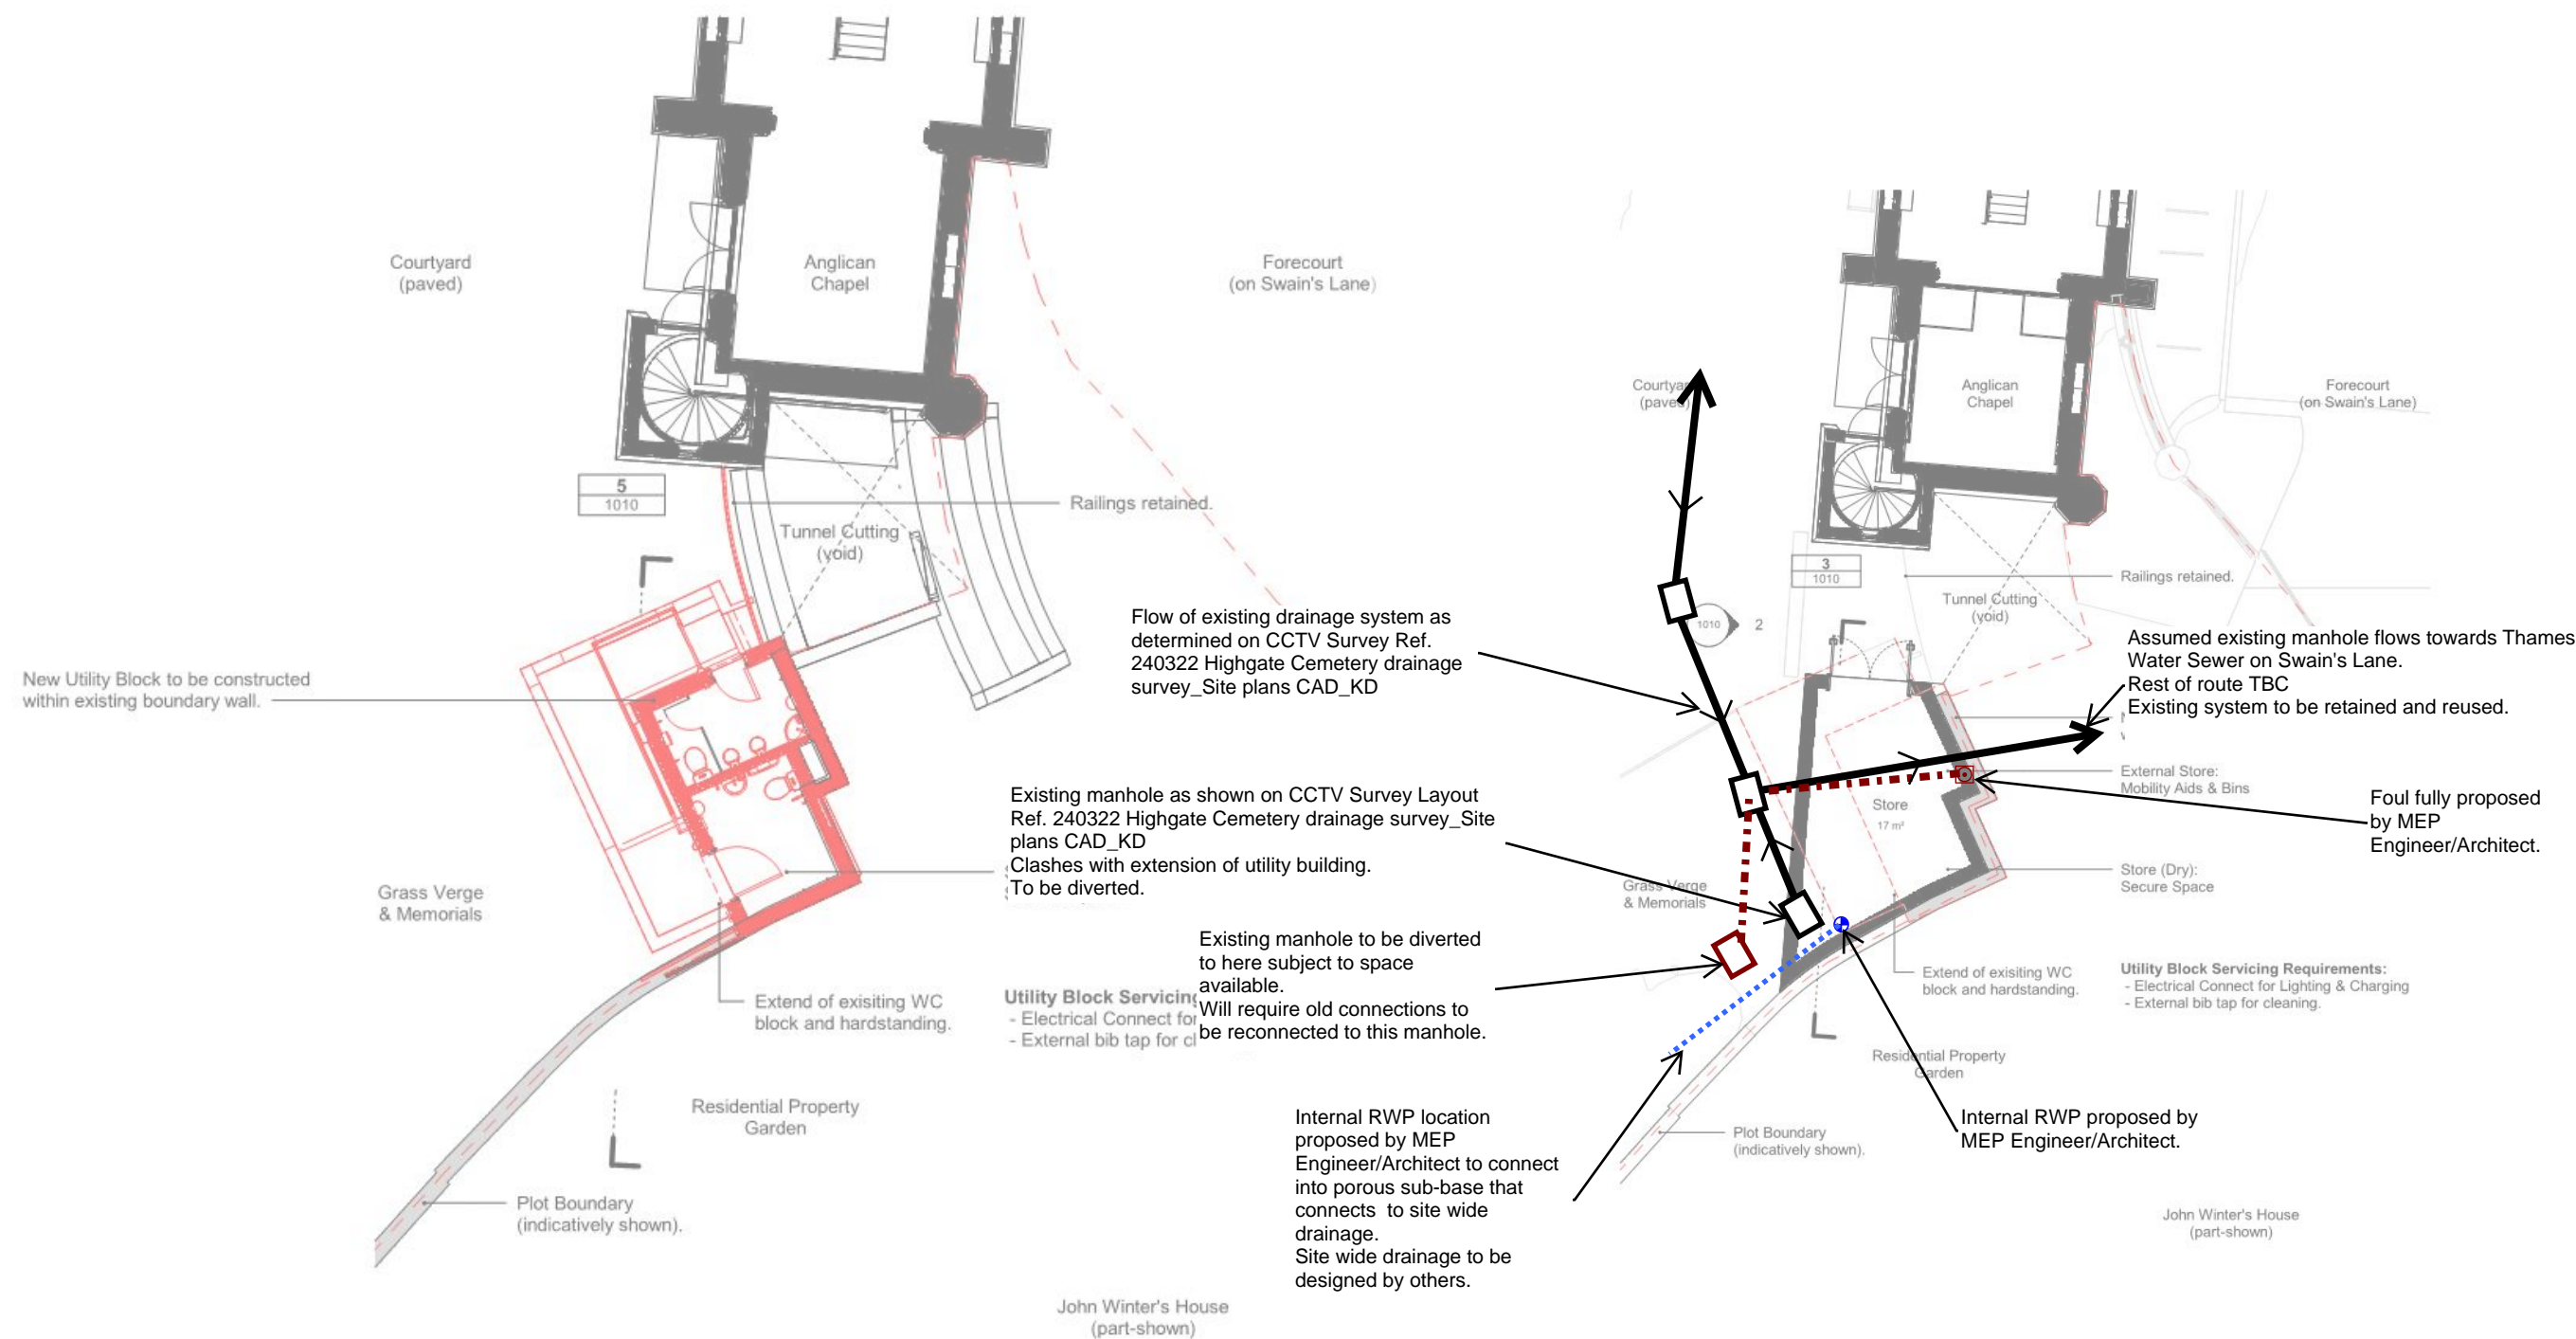 Courtyard
(paved)
Anglican
Chapel
Forecourt
(on Swain's Lane)
5
1010
Railings retained.
Tunnel Cutting
(void)
New Utility Block to be constructed
within existing boundary wall.
Grass Verge
& Memorials
Extend of exisiting WC
block and hardstanding.
Utility Block Servicing
- Electrical Connect for
- External bib tap for cl
Residential Property
Garden
Plot Boundary
(indicatively shown).
John Winter's House
(part-shown)
Flow of existing drainage system as
determined on CCTV Survey Ref.
240322 Highgate Cemetery drainage
survey_Site plans CAD_KD
Existing manhole as shown on CCTV Survey Layout
Ref. 240322 Highgate Cemetery drainage survey_Site
plans CAD_KD
Clashes with extension of utility building.
To be diverted.
Existing manhole to be diverted
to here subject to space
available.
Will require old connections to
be reconnected to this manhole.
Internal RWP location
proposed by MEP
Engineer/Architect to connect
into porous sub-base that
connects to site wide
drainage.
Site wide drainage to be
designed by others.
Courtyard
(paved)
Anglican
Chapel
Forecourt
(on Swain's Lane)
3
1010
Railings retained.
Tunnel Cutting
(void)
1010
2
Assumed existing manhole flows towards Thames
Water Sewer on Swain's Lane.
Rest of route TBC
Existing system to be retained and reused.
External Store:
Mobility Aids & Bins
Store
17 m²
Foul fully proposed
by MEP
Engineer/Architect.
Store (Dry):
Secure Space
Grass Verge
& Memorials
Extend of exisiting WC
block and hardstanding.
Utility Block Servicing Requirements:
- Electrical Connect for Lighting & Charging
- External bib tap for cleaning.
Residential Property
Garden
Internal RWP proposed by
MEP Engineer/Architect.
Plot Boundary
(indicatively shown).
John Winter's House
(part-shown)